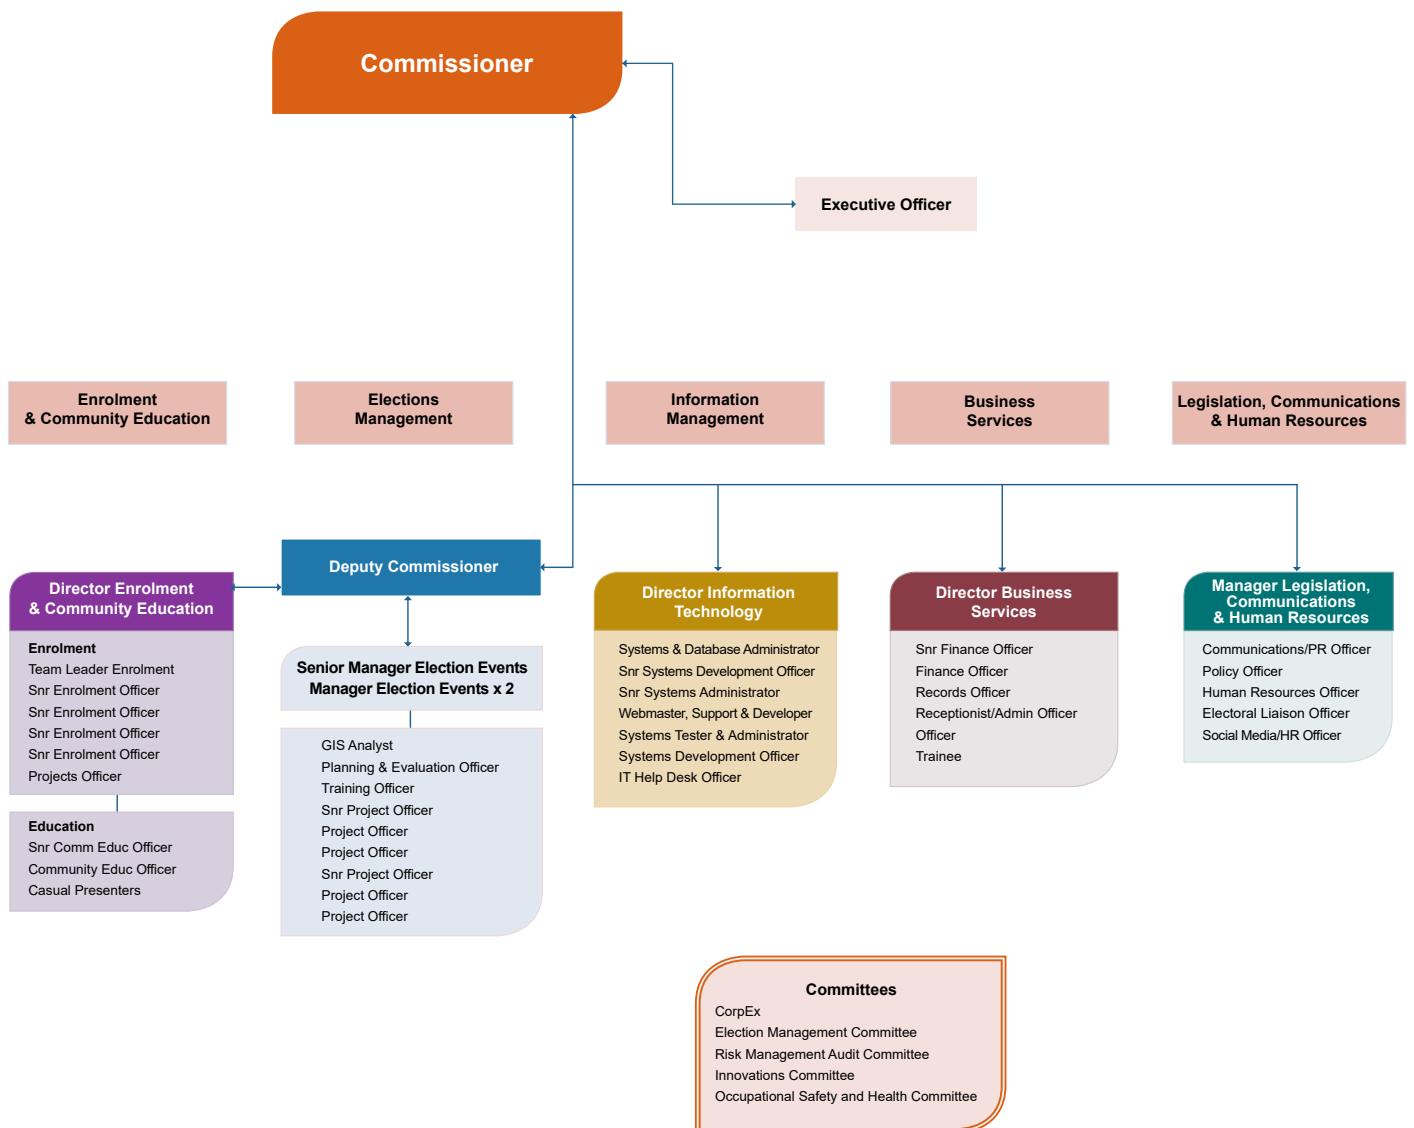 Commissioner
Executive Officer
Enrolment
& Community Education
Elections
Management
Information
Management
Business
Services
Legislation, Communications
& Human Resources
Deputy Commissioner
Director Enrolment
& Community Education
Enrolment
Team Leader Enrolment
Snr Enrolment Officer
Snr Enrolment Officer
Snr Enrolment Officer
Snr Enrolment Officer
Projects Officer
Education
Snr Comm Educ Officer
Community Educ Officer
Casual Presenters
Senior Manager Election Events
Manager Election Events x 2
GIS Analyst
Planning & Evaluation Officer
Training Officer
Snr Project Officer
Project Officer
Project Officer
Snr Project Officer
Project Officer
Project Officer
Director Information
Technology
Systems & Database Administrator
Snr Systems Development Officer
Snr Systems Administrator
Webmaster, Support & Developer
Systems Tester & Administrator
Systems Development Officer
IT Help Desk Officer
Director Business
Services
Snr Finance Officer
Finance Officer
Records Officer
Receptionist/Admin Officer
Officer
Trainee
Manager Legislation,
Communications
& Human Resources
Communications/PR Officer
Policy Officer
Human Resources Officer
Electoral Liaison Officer
Social Media/HR Officer
Committees
CorpEx
Election Management Committee
Risk Management Audit Committee
Innovations Committee
Occupational Safety and Health Committee